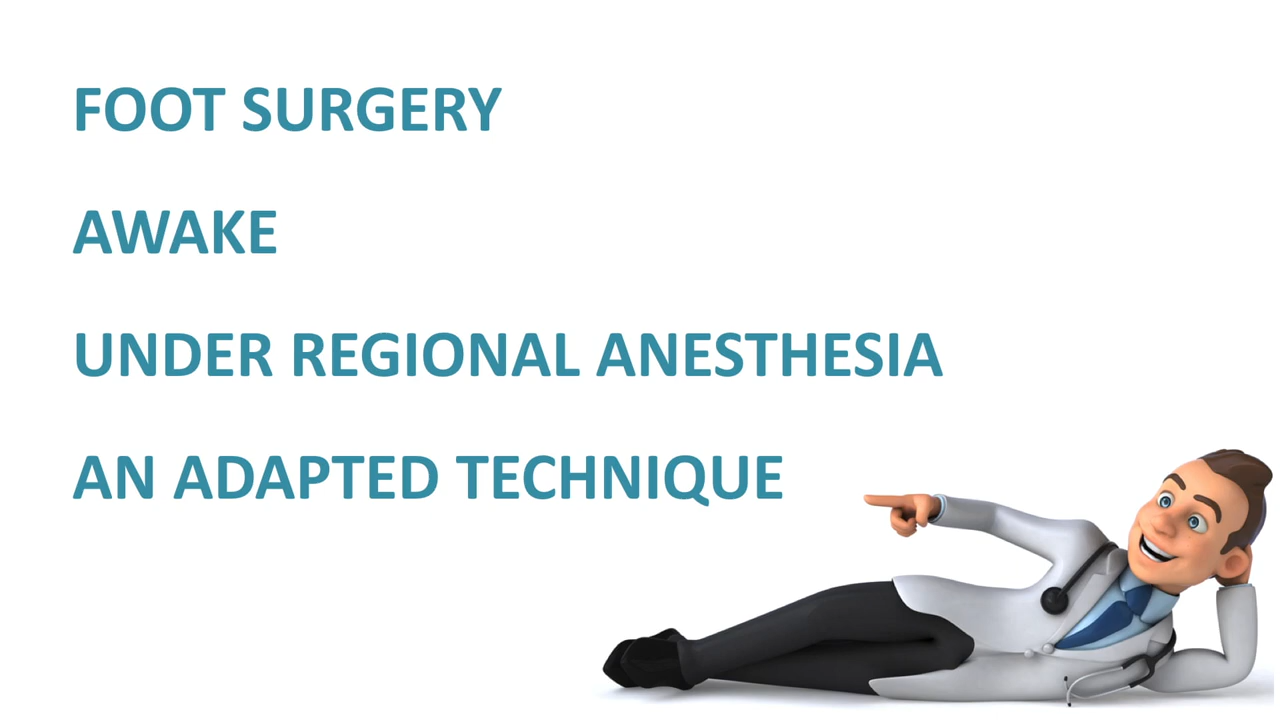 FOOT SURGERY
AWAKE
UNDER REGIONAL ANESTHESIA
AN ADAPTED TECHNIQUE